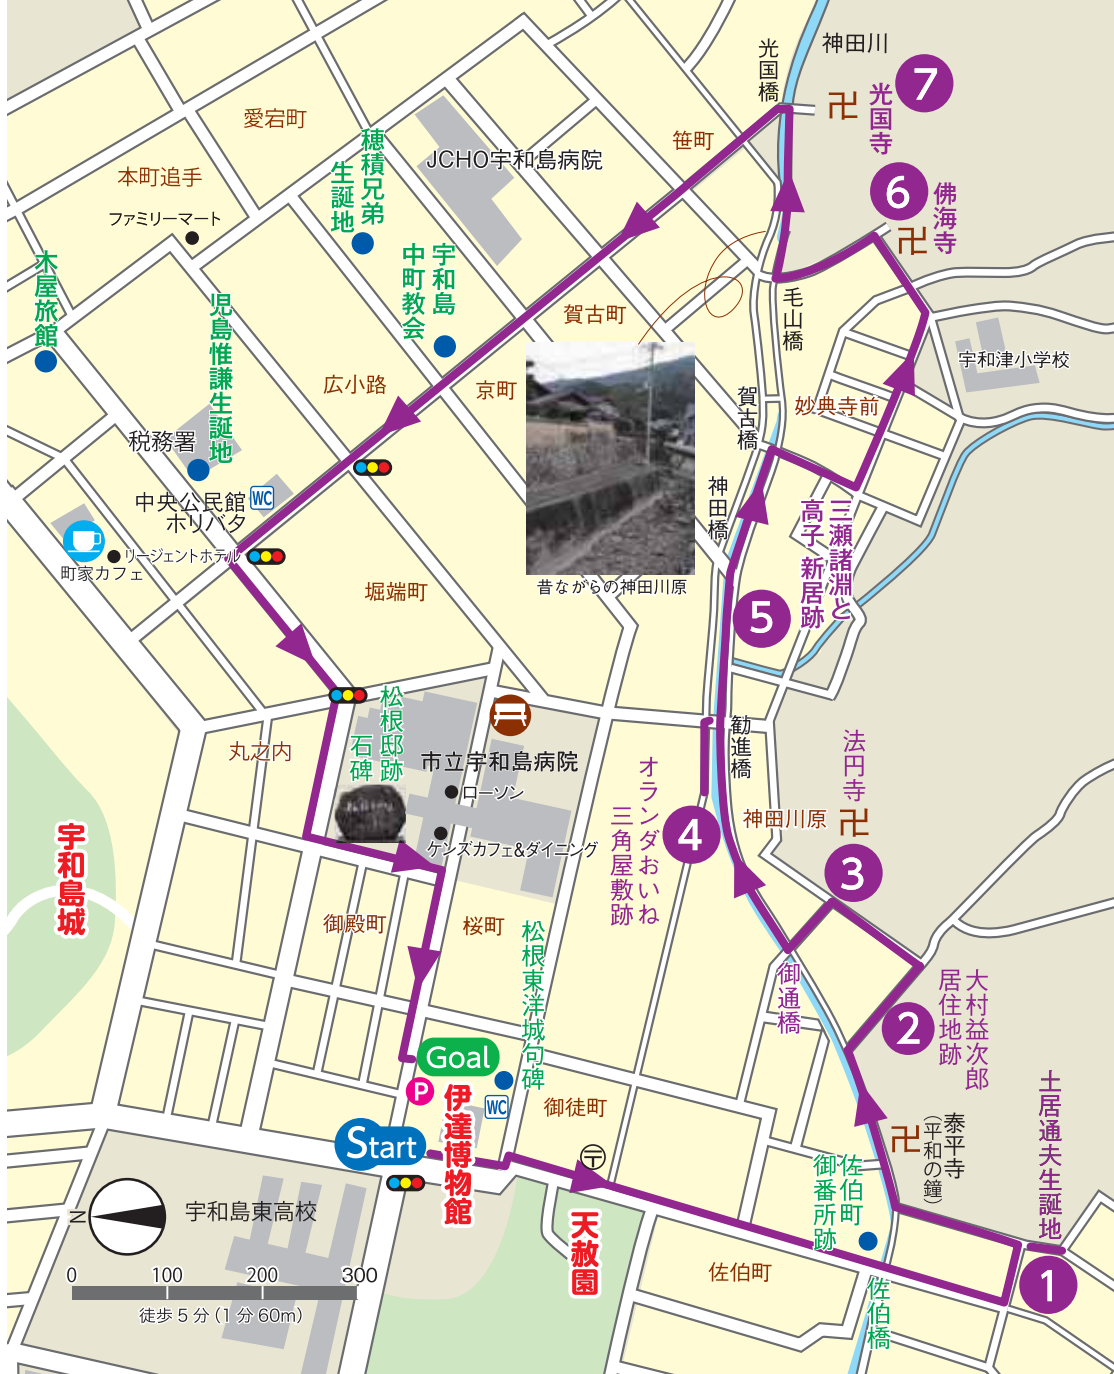 光国橋
神田川
7
光国寺
愛宕町
穂積兄弟
生誕地
JCHO宇和島病院
笹町
6
佛海寺
本町追手
ファミリーマート
木屋旅館
児島惟謙生誕地
宇和島
中町教会
賀古町
毛山橋
宇和津小学校
広小路
京町
賀古橋
妙典寺前
税務署
中央公民館
ホリバタ
WC
リージェントホテル
町家カフェ
神田橋
三瀬諸淵と
高子 新居跡
昔ながらの神田川原
堀端町
5
松根邸跡
石碑
丸之内
市立宇和島病院
ローソン
ケンズカフェ&ダイニング
勧進橋
オランダおいね
三角屋敷跡
4
神田川原
法円寺
3
宇和島城
御殿町
桜町
松根東洋城句碑
御通橋
2
大村益次郎
居住地跡
Goal
P
伊達博物館
WC
御徒町
Start
泰平寺
(平和の鐘)
土居通夫生誕地
佐伯町
御番所跡
1
N
宇和島東高校
天赦園
佐伯町
佐伯橋
0 100 200 300
徒歩5分(1分60m)